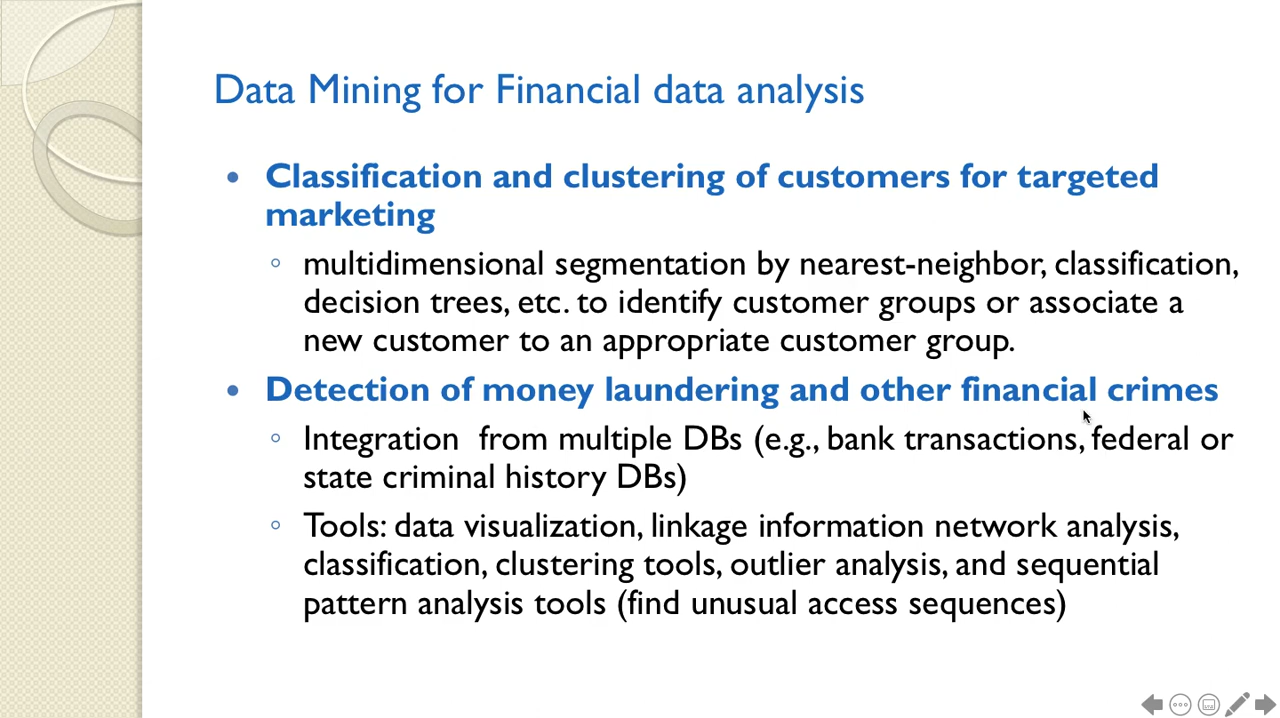 Data Mining for Financial data analysis
• Classification and clustering of customers for targeted
marketing
◦ multidimensional segmentation by nearest-neighbor, classification,
decision trees, etc. to identify customer groups or associate a
new customer to an appropriate customer group.
• Detection of money laundering and other financial crimes
◦ Integration  from multiple DBs (e.g., bank transactions, federal or
state criminal history DBs)
◦ Tools: data visualization, linkage information network analysis,
classification, clustering tools, outlier analysis, and sequential
pattern analysis tools (find unusual access sequences)